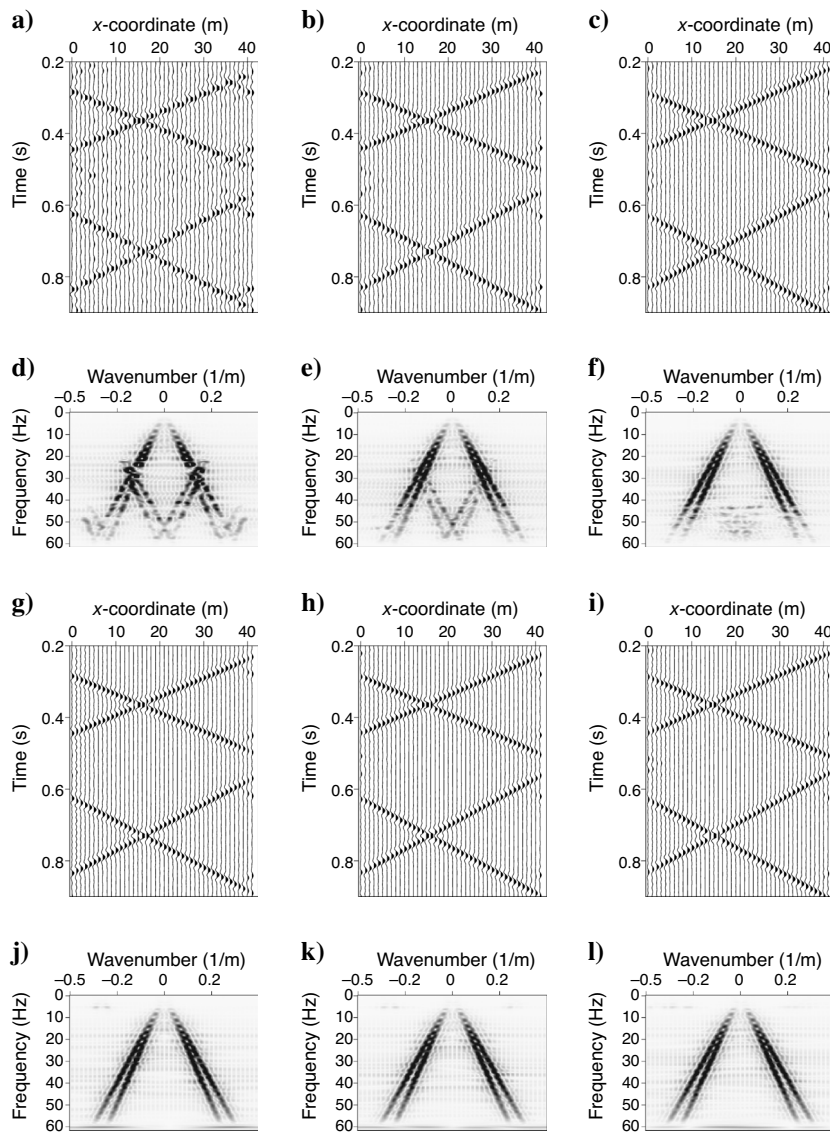 a) b) c)
x-coordinate (m) x-coordinate (m) x-coordinate (m)
0 10 20 30 40 0 10 20 30 40 0 10 20 30 40
0.2 0.2 0.2
0.4 0.4 0.4
Time (s) Time (s) Time (s)
0.6 0.6 0.6
0.8 0.8 0.8
d) e) f)
Wavenumber (1/m) Wavenumber (1/m) Wavenumber (1/m)
−0.5 −0.2 0 0.2 −0.5 −0.2 0 0.2 −0.5 −0.2 0 0.2
0 0 0
10 10 10
20 20 20
Frequency (Hz) Frequency (Hz) Frequency (Hz)
30 30 30
40 40 40
50 50 50
60 60 60
g) h) i)
x-coordinate (m) x-coordinate (m) x-coordinate (m)
0 10 20 30 40 0 10 20 30 40 0 10 20 30 40
0.2 0.2 0.2
0.4 0.4 0.4
Time (s) Time (s) Time (s)
0.6 0.6 0.6
0.8 0.8 0.8
j) k) l)
Wavenumber (1/m) Wavenumber (1/m) Wavenumber (1/m)
−0.5 −0.2 0 0.2 −0.5 −0.2 0 0.2 −0.5 −0.2 0 0.2
0 0 0
10 10 10
20 20 20
Frequency (Hz) Frequency (Hz) Frequency (Hz)
30 30 30
40 40 40
50 50 50
60 60 60